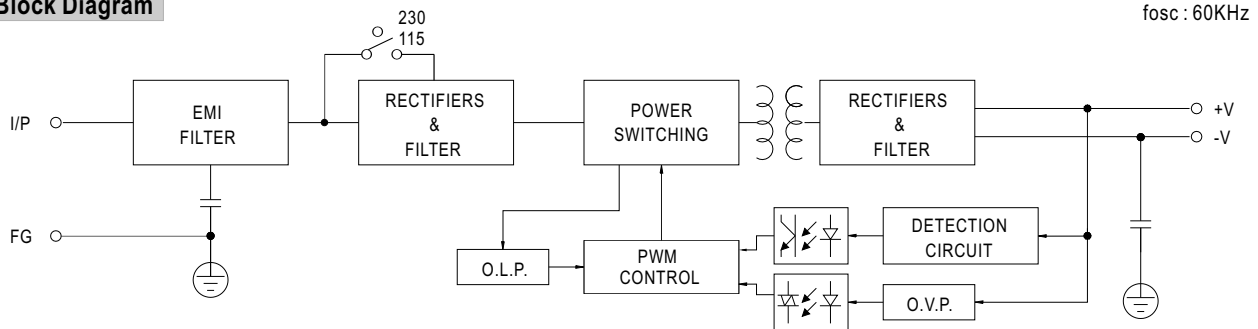 Block Diagram
fosc : 60KHz
230
115
I/P
EMI
FILTER
RECTIFIERS
&
FILTER
POWER
SWITCHING
RECTIFIERS
&
FILTER
+V
-V
FG
O.L.P.
PWM
CONTROL
DETECTION
CIRCUIT
O.V.P.